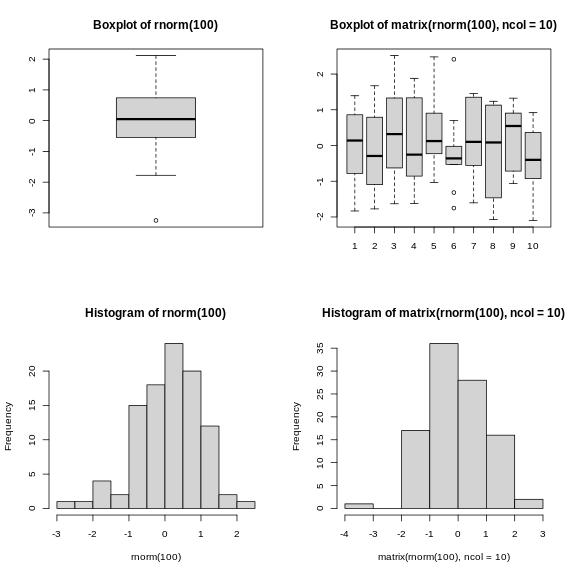 Boxplot of rnorm(100)
2
1
0
-1
-2
-3
Boxplot of matrix(rnorm(100), ncol = 10)
2
1
0
-1
-2
1 2 3 4 5 6 7 8 9 10
Histogram of rnorm(100)
Frequency
20
15
10
5
0
-3 -2 -1 0 1 2
rnorm(100)
Histogram of matrix(rnorm(100), ncol = 10)
Frequency
35
30
25
20
15
10
5
0
-4 -3 -2 -1 0 1 2 3
matrix(rnorm(100), ncol = 10)